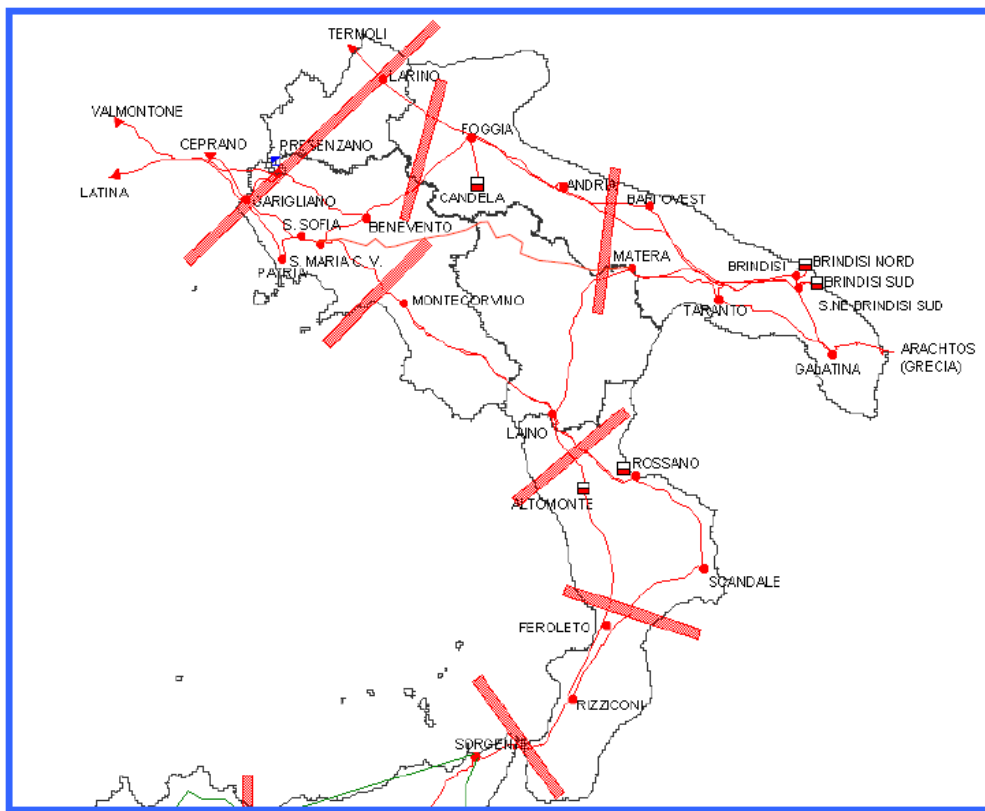 TERMOLI
LARINO
VALMONTONE
CEPRANO
PRESENZANO
FOGGIA
LATINA
GARIGLIANO
CANDELA
ANDRIA
BARI OVEST
S. SOFIA
BENEVENTO
S. MARIA C. V.
PATRIA
MATERA
BRINDISI
BRINDISI NORD
BRINDISI SUD
MONTECORVINO
TARANTO
S.NE BRINDISI SUD
GALATINA
ARACHTOS
(GRECIA)
LAINO
ROSSANO
ALTOMONTE
SCANDALE
FEROLETO
RIZZICONI
SORGENTE